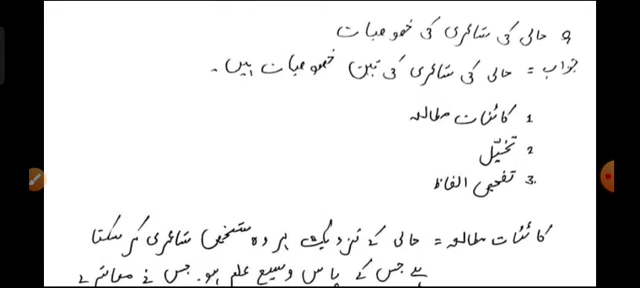 9 حالی کی شاعری کی خصوصیات
جواب = حالی کی شاعری کی تین خصوصیات ہیں۔
1 کائنات مطالعہ
2 تخیّل
3. تفحص الفاظ
کائنات مطالعہ = حالی کے نزدیک ہر وہ شخص شاعری کر سکتا
ہے جس کے پاس وسیع علم ہو۔ جس نے معاشرے